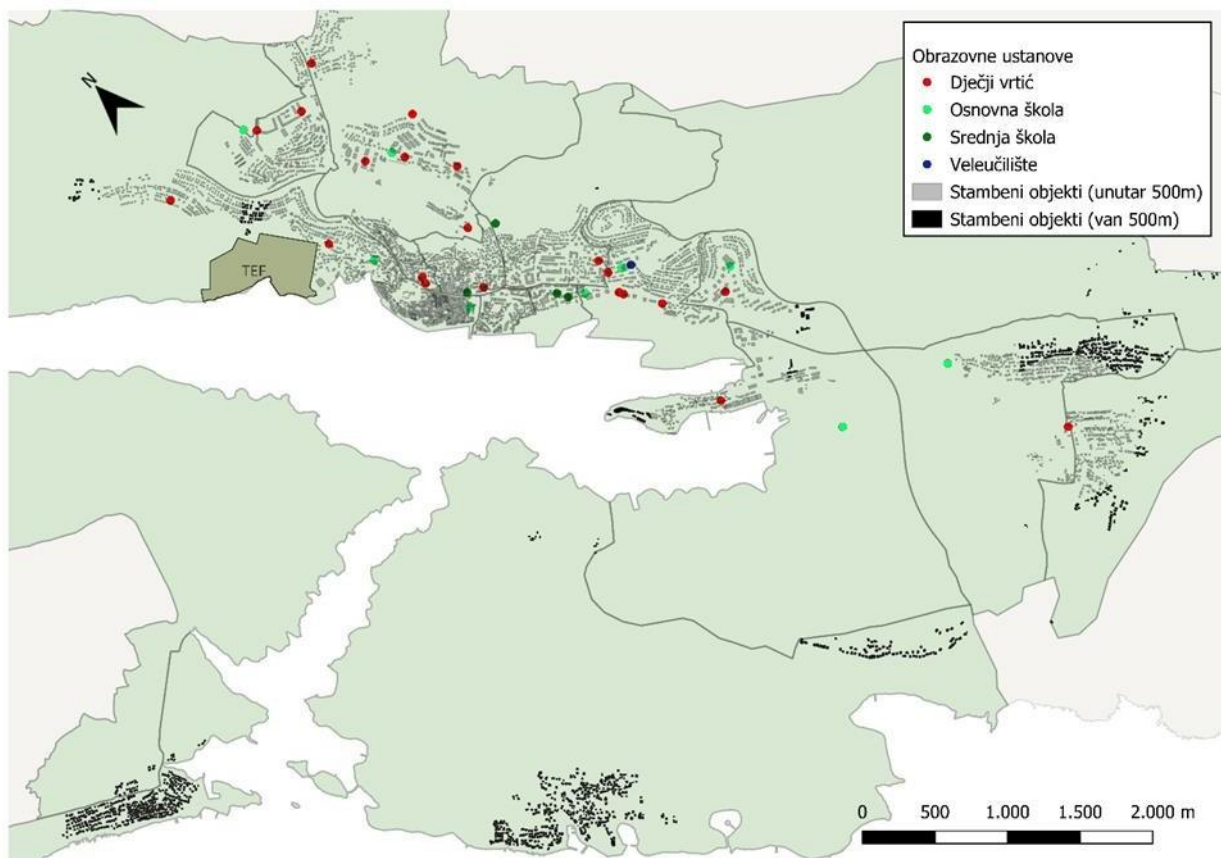 N
TEF
Obrazovne ustanove
Dječji vrtić
Osnovna škola
Srednja škola
Veleučilište
Stambeni objekti (unutar 500m)
Stambeni objekti (van 500m)
0 500 1.000 1.500 2.000 m